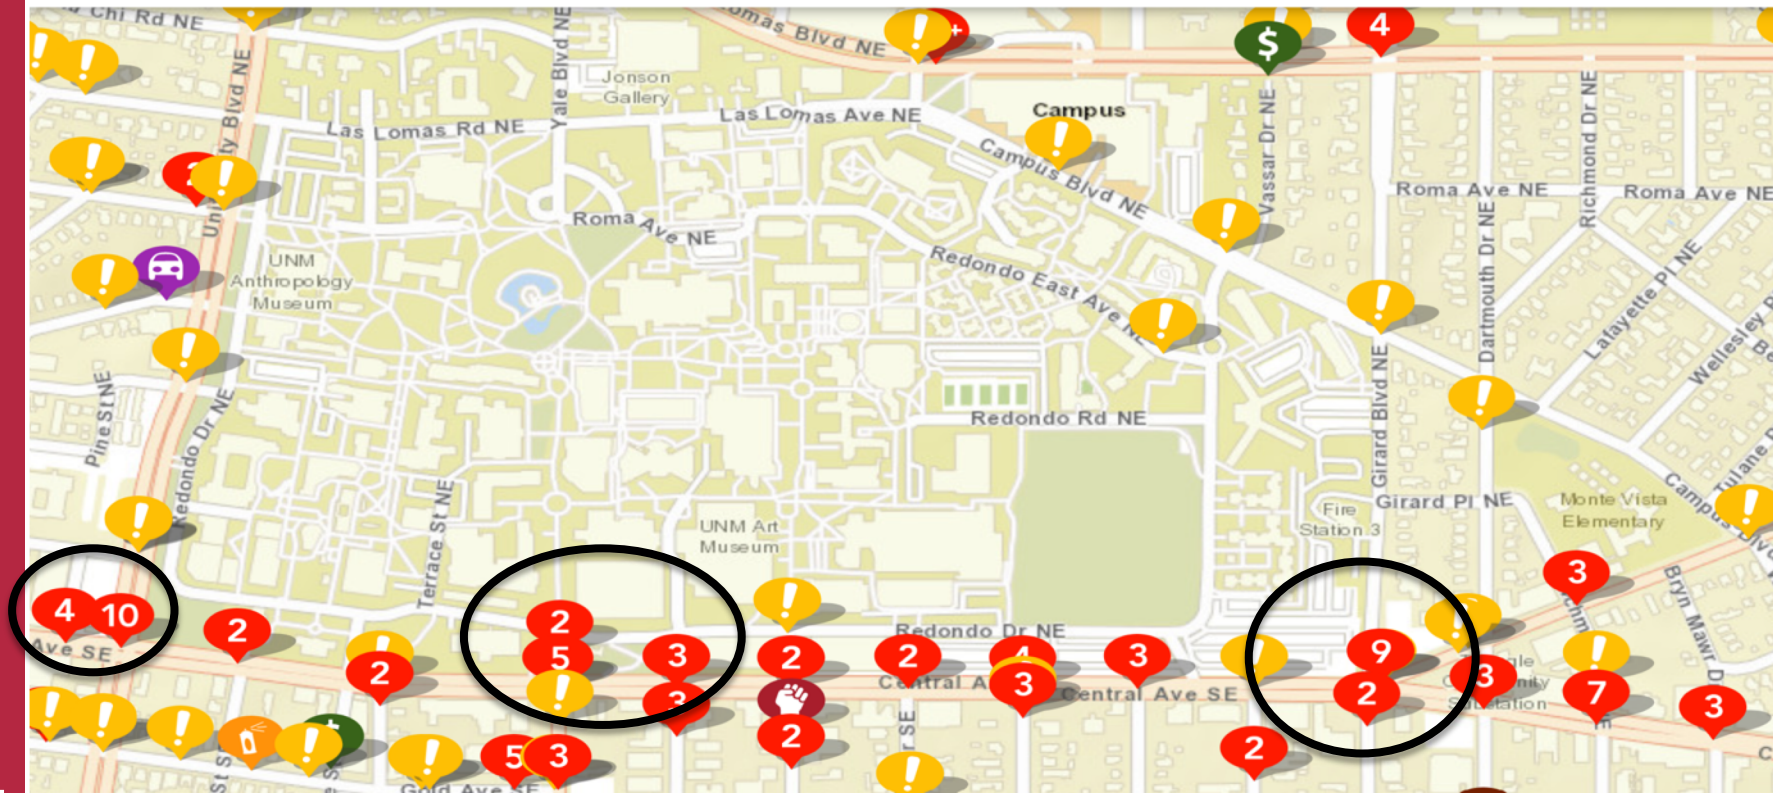 Chi Rd NE
Yale Blvd NE
omas Blvd NE
4
$
Jonson
Gallery
Campus
Las Lomas Rd NE
Las Lomas Ave NE
Campus Blvd NE
Vassar Dr NE
Richmond Dr NE
Roma Ave NE
Roma Ave NE
Roma Ave NE
UNM
Anthropology
Museum
Redondo East Ave NE
Dartmouth Dr NE
Lafayette Pl NE
Wellesley P
Pine St NE
Redondo Dr NE
Girard Blvd NE
Redondo Rd NE
Terrace St NE
UNM Art
Museum
Fire
Station 3
Girard Pl NE
Monte Vista
Elementary
Tulane
Campus Blvd
3
Bryn Mawr D
4
10
2
2
Redondo Dr NE
Ave SE
2
5
3
2
2
4
3
3
9
2
3
7
3
Central A
Central Ave SE
Station
3
2
2
5
3
Gold Ave SE